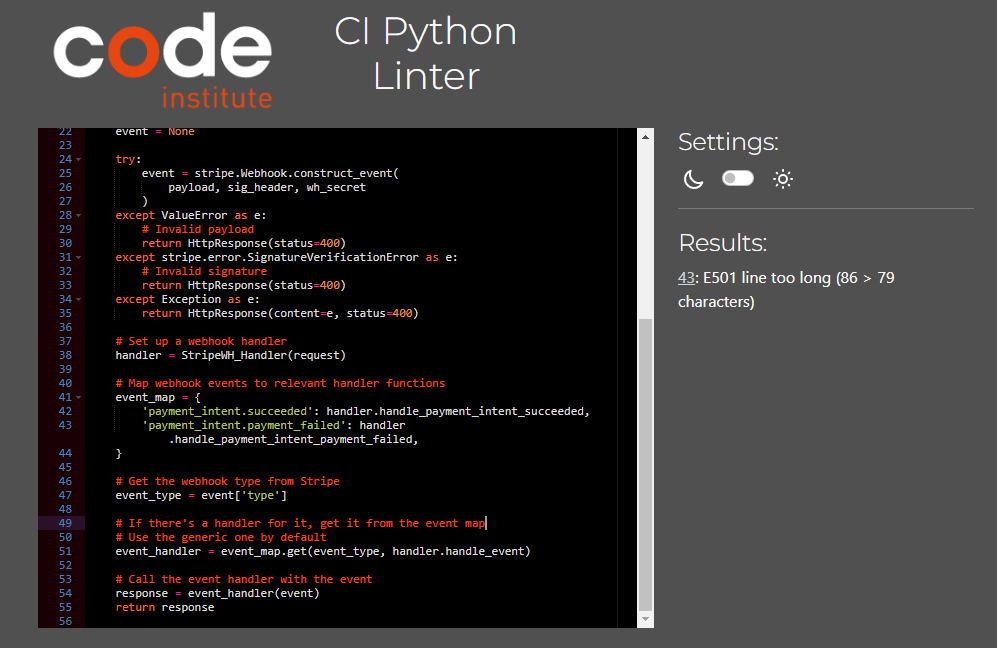 code
institute
CI Python
Linter
22 event = None
23
24 try:
25 event = stripe.Webhook.construct_event(
26 payload, sig_header, wh_secret
27 )
28 except ValueError as e:
29 # Invalid payload
30 return HttpResponse(status=400)
31 except stripe.error.SignatureVerificationError as e:
32 # Invalid signature
33 return HttpResponse(status=400)
34 except Exception as e:
35 return HttpResponse(content=e, status=400)
36
37 # Set up a webhook handler
38 handler = StripeWH_Handler(request)
39
40 # Map webhook events to relevant handler functions
41 event_map = {
42 'payment_intent.succeeded': handler.handle_payment_intent_succeeded,
43 'payment_intent.payment_failed': handler
.handle_payment_intent_payment_failed,
44 }
45
46 # Get the webhook type from Stripe
47 event_type = event['type']
48
49 # If there's a handler for it, get it from the event map
50 # Use the generic one by default
51 event_handler = event_map.get(event_type, handler.handle_event)
52
53 # Call the event handler with the event
54 response = event_handler(event)
55 return response
56
Settings:
Results:
43: E501 line too long (86 > 79
characters)